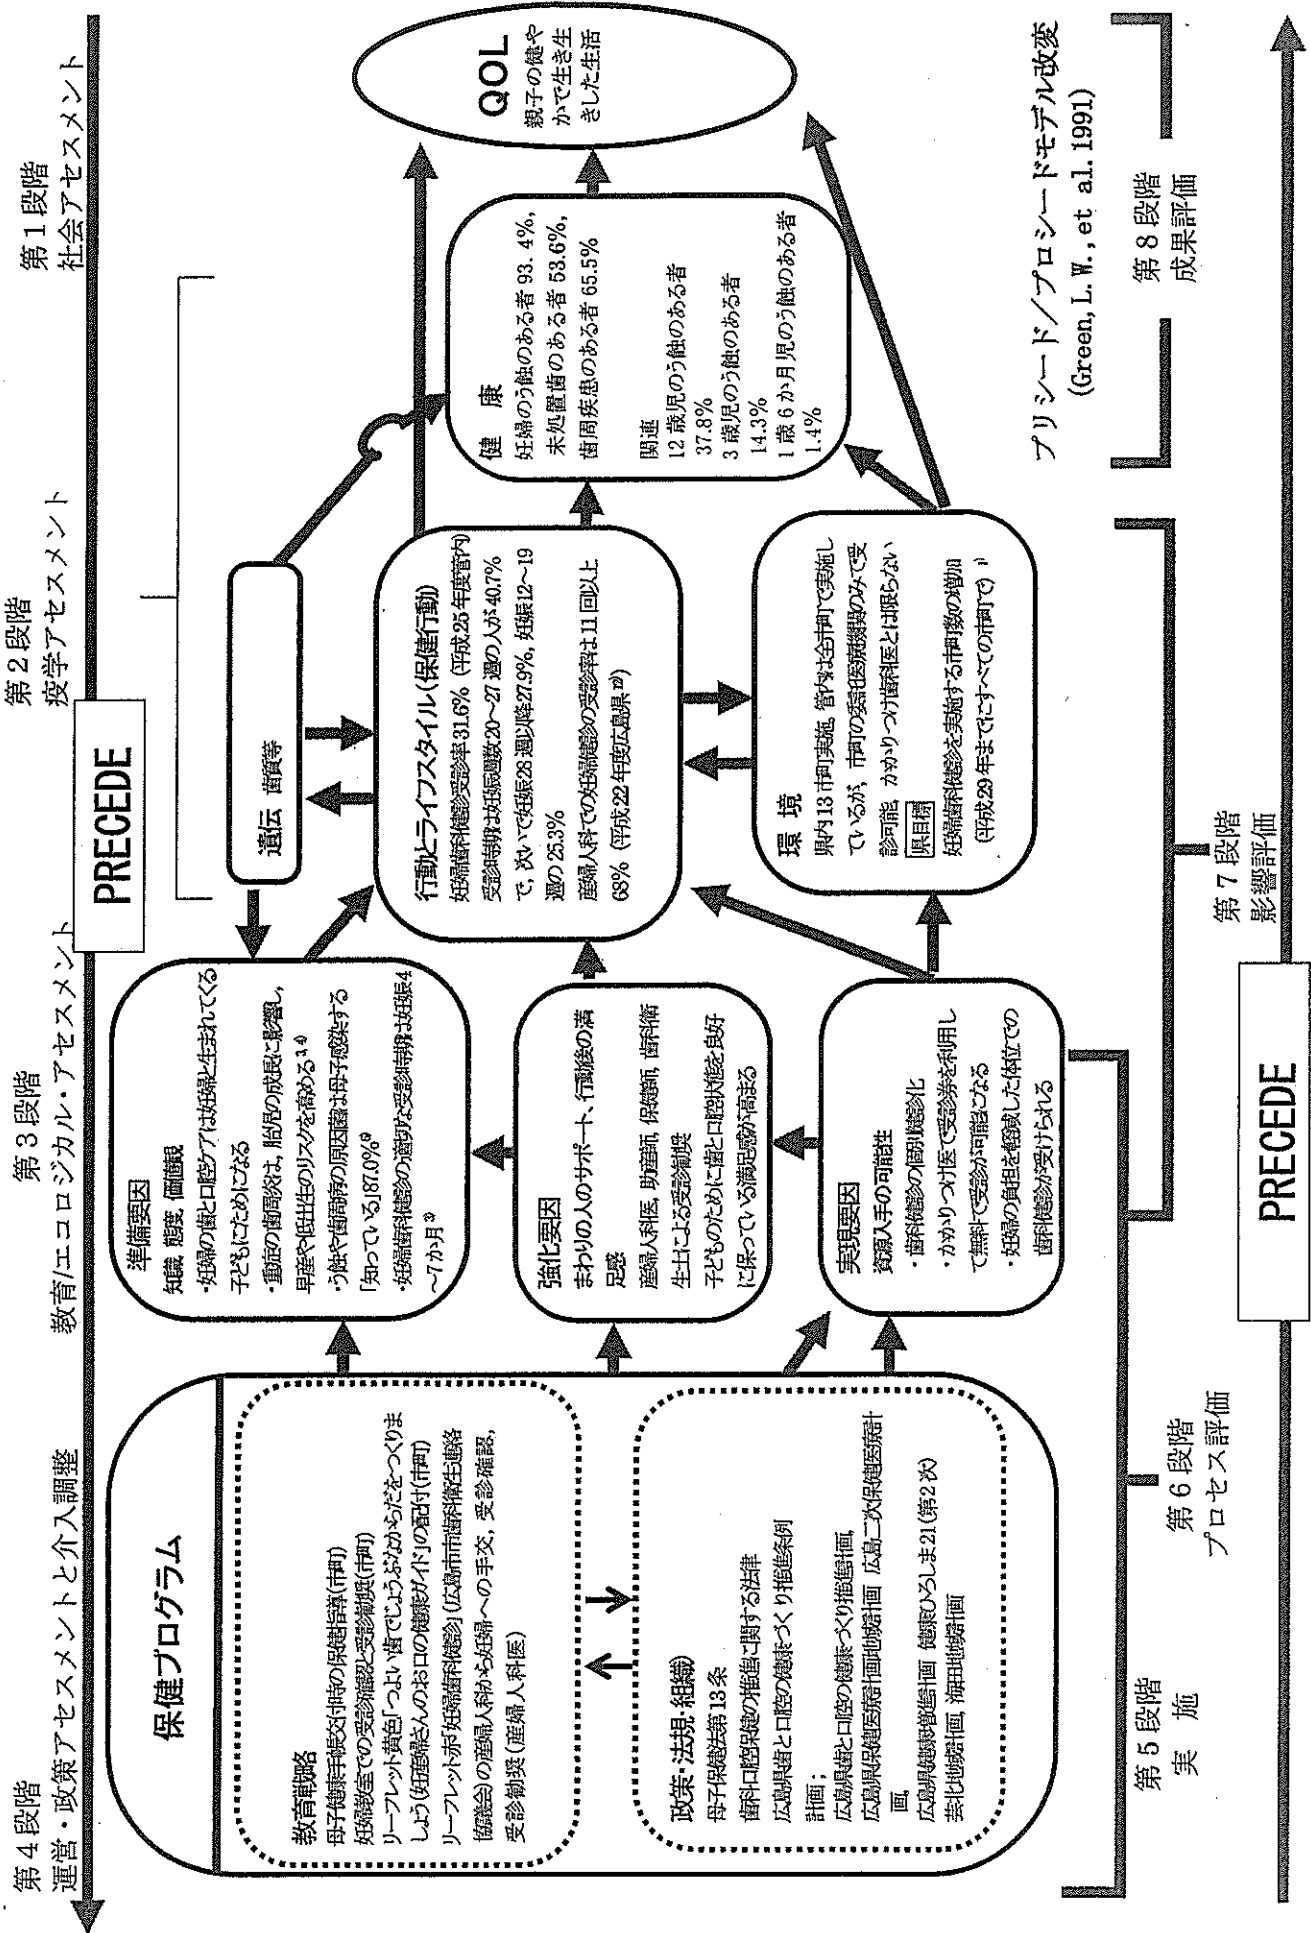 第4段階
運営・政策アセスメントと介入調整
第3段階
教育/エコロジカル・アセスメント
第2段階
疫学アセスメント
第1段階
社会アセスメント
PRECEDE
保健プログラム
教育戦略
母子健康手帳交付時の保健指導(市町)
妊婦教室での受診確認と受診勧奨(市町)
リーフレット黄色「つよい歯でじょうぶなからだをつくりま
しょう(妊産婦さんのお口の健康ガイド)」の配付(市町)
リーフレット赤「妊婦歯科健診」(広島市市歯科衛生連絡
協議会)の産婦人科から妊婦への手交,受診確認,
受診勧奨(産婦人科医)
政策・法規・組織)
母子保健法第13条
歯科口腔保健の推進に関する法律
広島県歯と口腔の健康づくり推進条例
計画;
広島県歯と口腔の健康づくり推進計画,
広島県保健医療計画地域計画 広島二次保健医療計
画,
広島県健康増進計画 健康ひろしま21(第2次)
芸北地域計画, 海田地域計画
準備要因
知識, 態度, 価値観
・妊婦の歯と口腔ケアは妊婦と生まれてくる
子どもにためになる
・重症の歯周炎は, 胎児の成長に影響し,
早産や低出生のリスクを高める3,4)
・う蝕や歯周病の原因菌は母子感染する
「知っている」87.0%
・妊婦歯科健診の適切な受診時期は妊娠4
~7か月3)
強化要因
まわりの人のサポート、行動後の満
足感
産婦人科医, 助産師, 保健師, 歯科衛
生士による受診勧奨
子どものために歯と口腔状態を良好
に保っている満足感が高まる
実現要因
資源入手の可能性
・歯科健診の個別健診化
・かかりつけ医で受診券を利用し
て無料で受診が可能になる
・妊婦の負担を軽減した体位での
歯科健診が受けられる
遺伝 歯質等
行動とライフスタイル(保健行動)
妊婦歯科健診受診率31.6% (平成25年度管内)
受診時期は妊娠週数20~27週の人が40.7%
で, 次いで妊娠28週以降27.9%, 妊娠12~19
週の25.3%
産婦人科での妊婦健診の受診率は11回以上
68% (平成22年度広島県12))
環 境
県内13市町実施, 管内は全市町で実施し
ているが, 市町の委託医療機関のみで受
診可能, かかりつけ歯科医とは限らない
県目標
妊婦歯科健診を実施する市町数の増加
(平成29年までにすべての市町で) 1)
健 康
妊婦のう蝕のある者 93.4%,
未処置歯のある者 53.6%,
歯周疾患のある者 65.5%
関連
12歳児のう蝕のある者
37.8%
3歳児のう蝕のある者
14.3%
1歳6か月児のう蝕のある者
1.4%
QOL
親子の健や
かで生き生
きした生活
プリシード/プロシードモデル改変
(Green,L.W.,et al.1991)
第5段階
実 施
第6段階
プロセス評価
第7段階
影響評価
第8段階
成果評価
PRECEDE